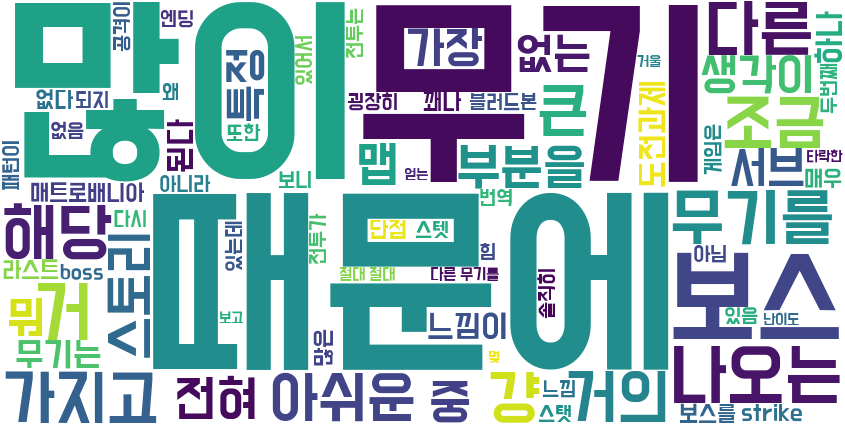 많이
무기
때문에
보스
다른
하나
없는
가장
특정
또한
공격이
엔딩
있어서
전투는
없다
되지
왜
없음
된다
굉장히
깨나
블러드본
거울
큰
생각이
조금
두번째
게임은
도전과제
서브
타락한
매우
맵
부분을
얻는
패턴이
매트로배니아
아니라
보니
번역
해당
다시
스토리
있는데
전투가
단점
스텟
힘
무기를
아님
라스트
boss
절대 절대
다른 무기를
솔직히
뭐
거
보고
느낌이
있음
난이도
무기는
많은
몇
나오는
가지고
전혀
아쉬운
중
걍
느낌
스탯
거의
보스를
strike